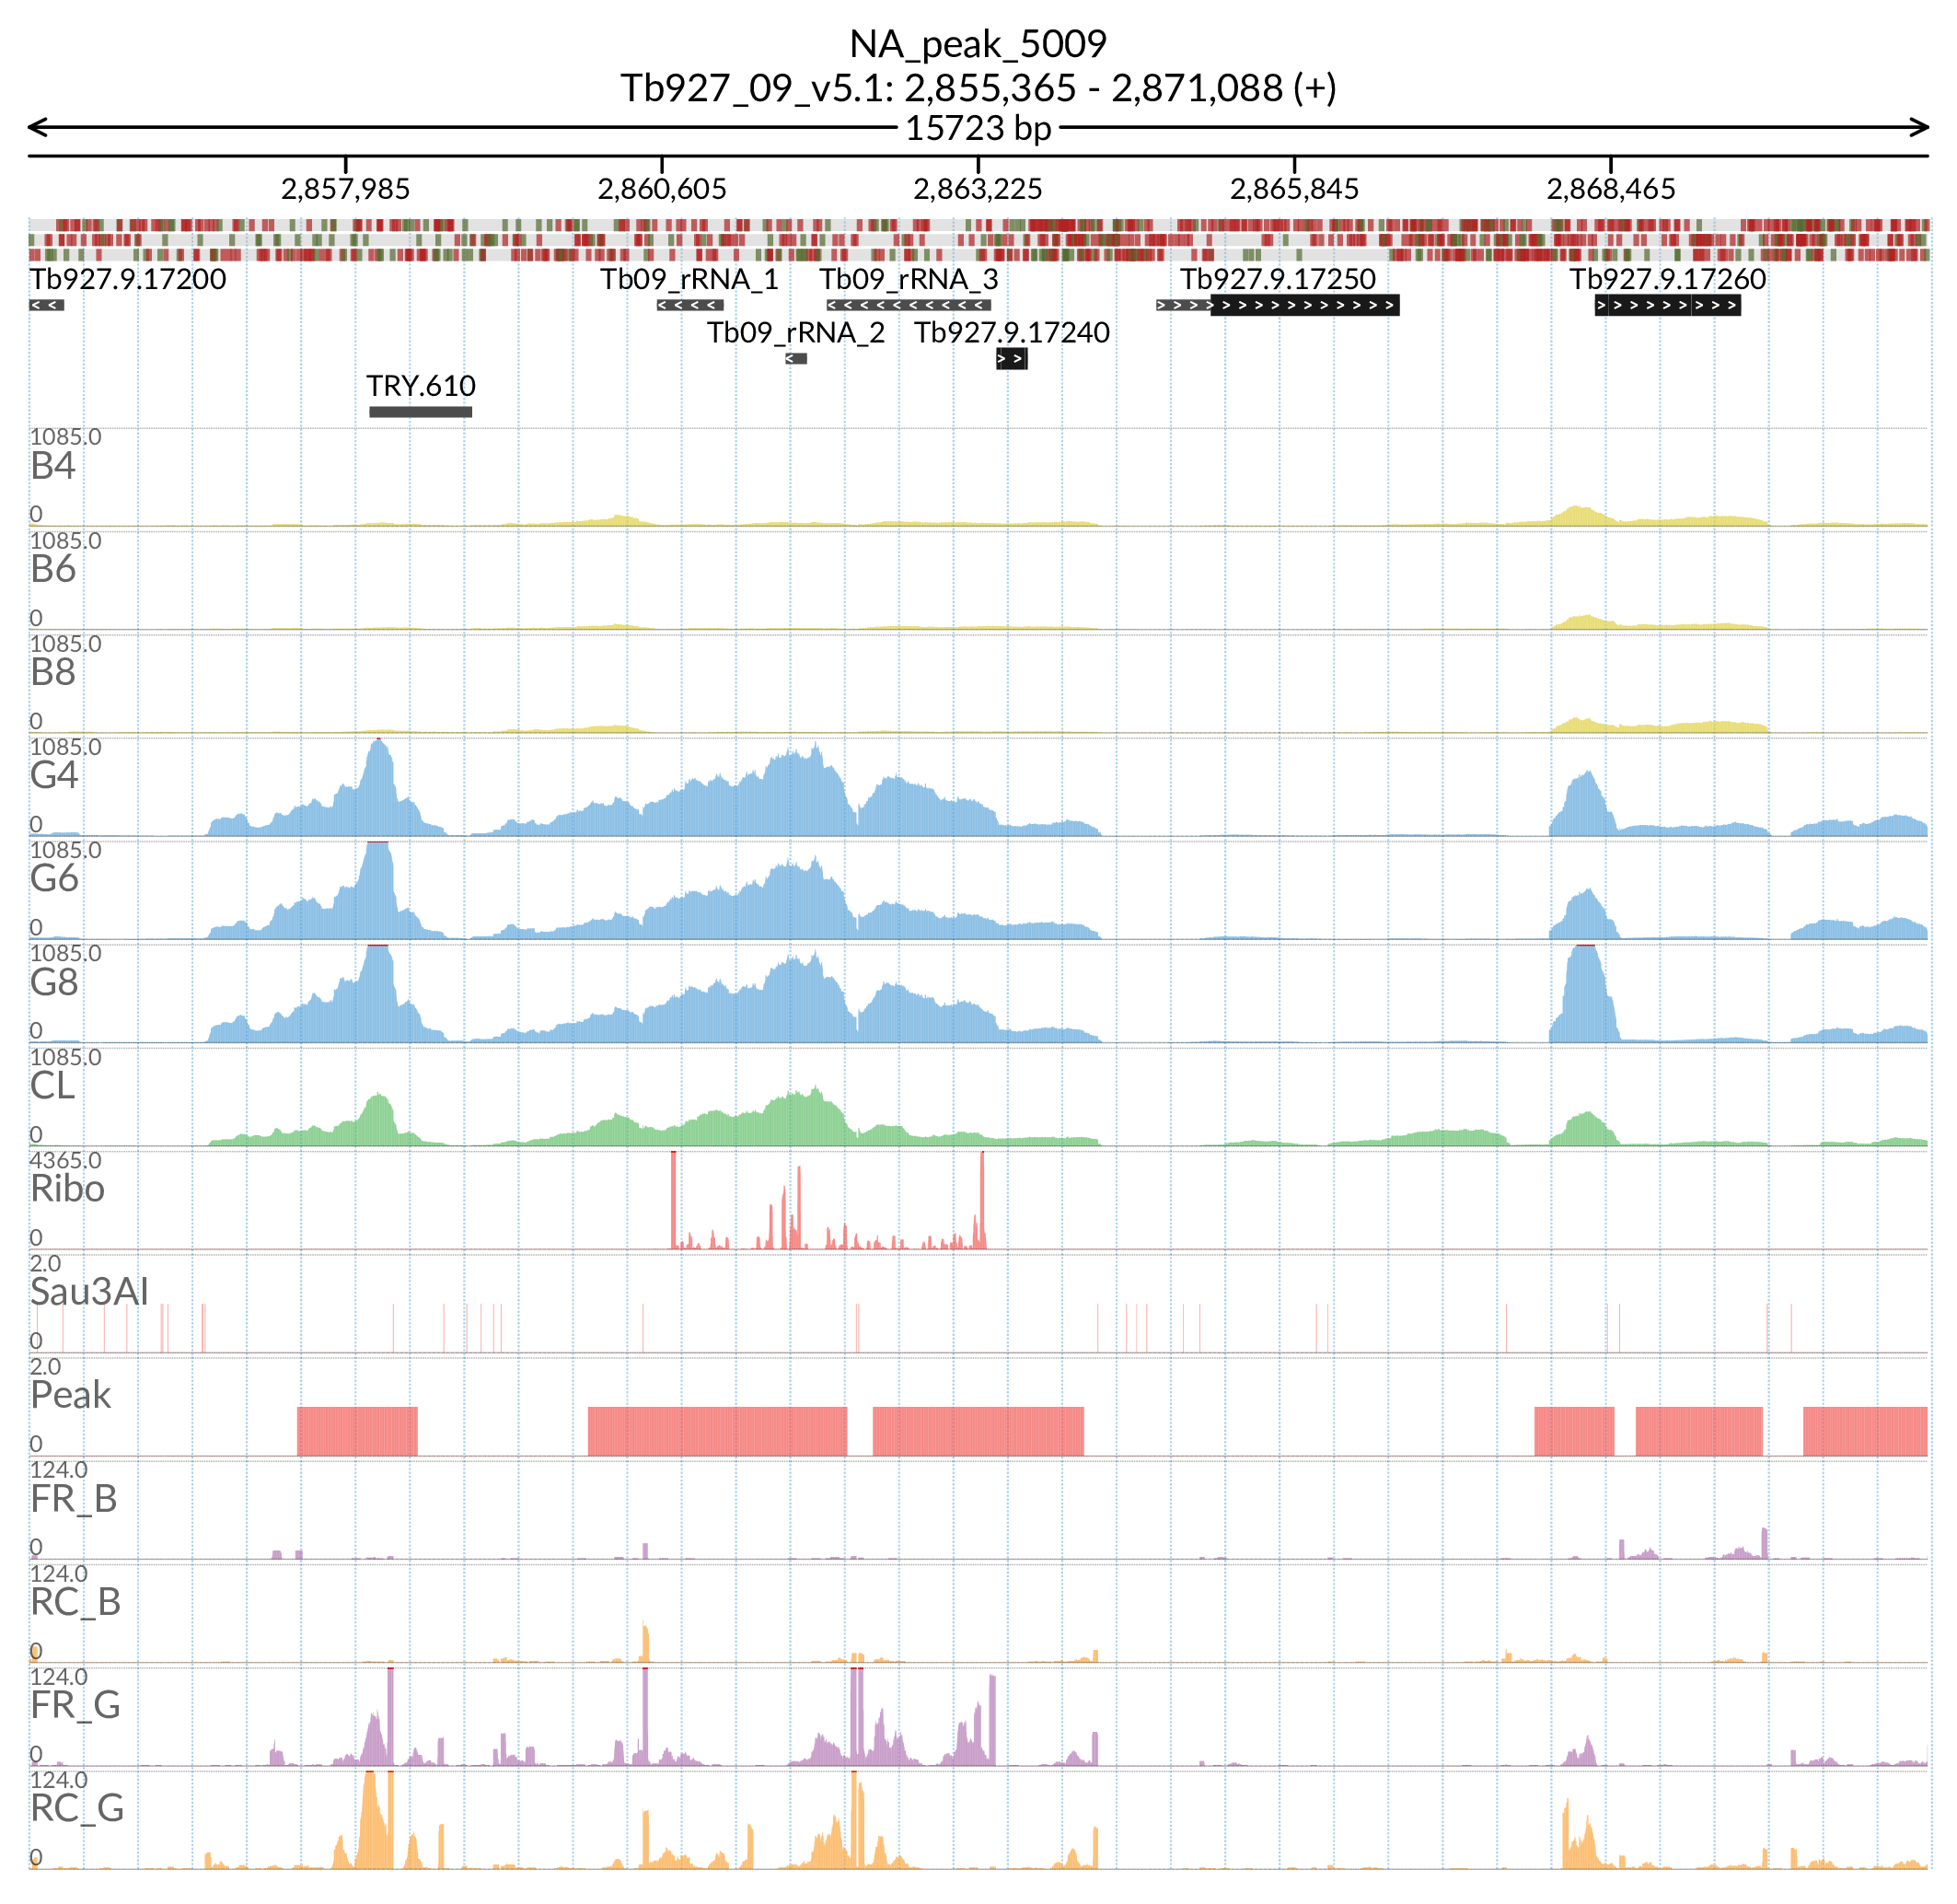 NA_peak_5009
Tb927_09_v5.1: 2,855,365 - 2,871,088 (+)
15723 bp
2,857,985 2,860,605 2,863,225 2,865,845 2,868,465
Tb927.9.17200 Tb09_rRNA_1 Tb09_rRNA_3 Tb927.9.17250 Tb927.9.17260
Tb09_rRNA_2 Tb927.9.17240
TRY.610
1085.0
B4
0
1085.0
B6
0
1085.0
B8
0
1085.0
G4
0
1085.0
G6
0
1085.0
G8
0
1085.0
CL
0
4365.0
Ribo
0
2.0
Sau3AI
0
2.0
Peak
0
124.0
FR_B
0
124.0
RC_B
0
124.0
FR_G
0
124.0
RC_G
0